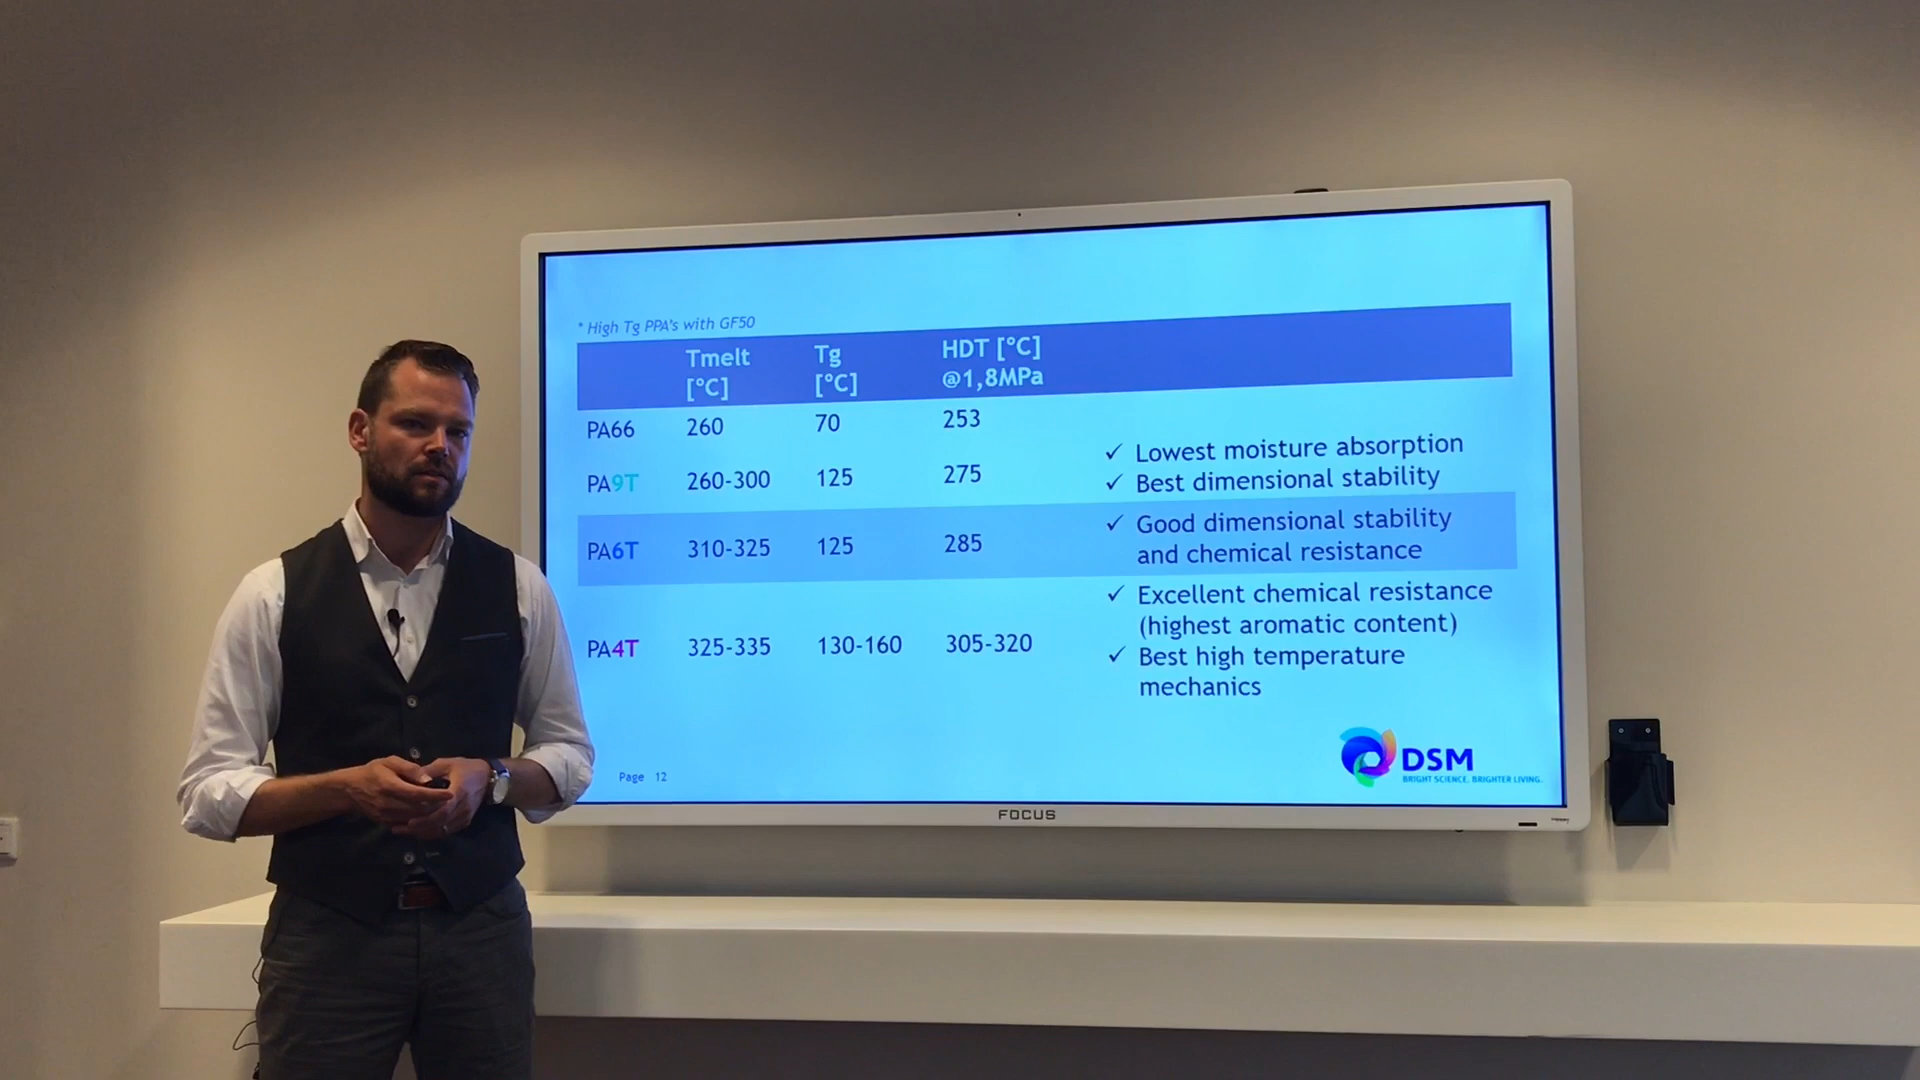 * High Tg PPA's with GF50
Tmelt [°C] Tg [°C] HDT [°C] @1,8MPa
PA66 260 70 253
PA9T 260-300 125 275
✓ Lowest moisture absorption
✓ Best dimensional stability
PA6T 310-325 125 285
✓ Good dimensional stability
and chemical resistance
PA4T 325-335 130-160 305-320
✓ Excellent chemical resistance
(highest aromatic content)
✓ Best high temperature
mechanics
Page 12
DSM
BRIGHT SCIENCE. BRIGHTER LIVING.
FOCUS